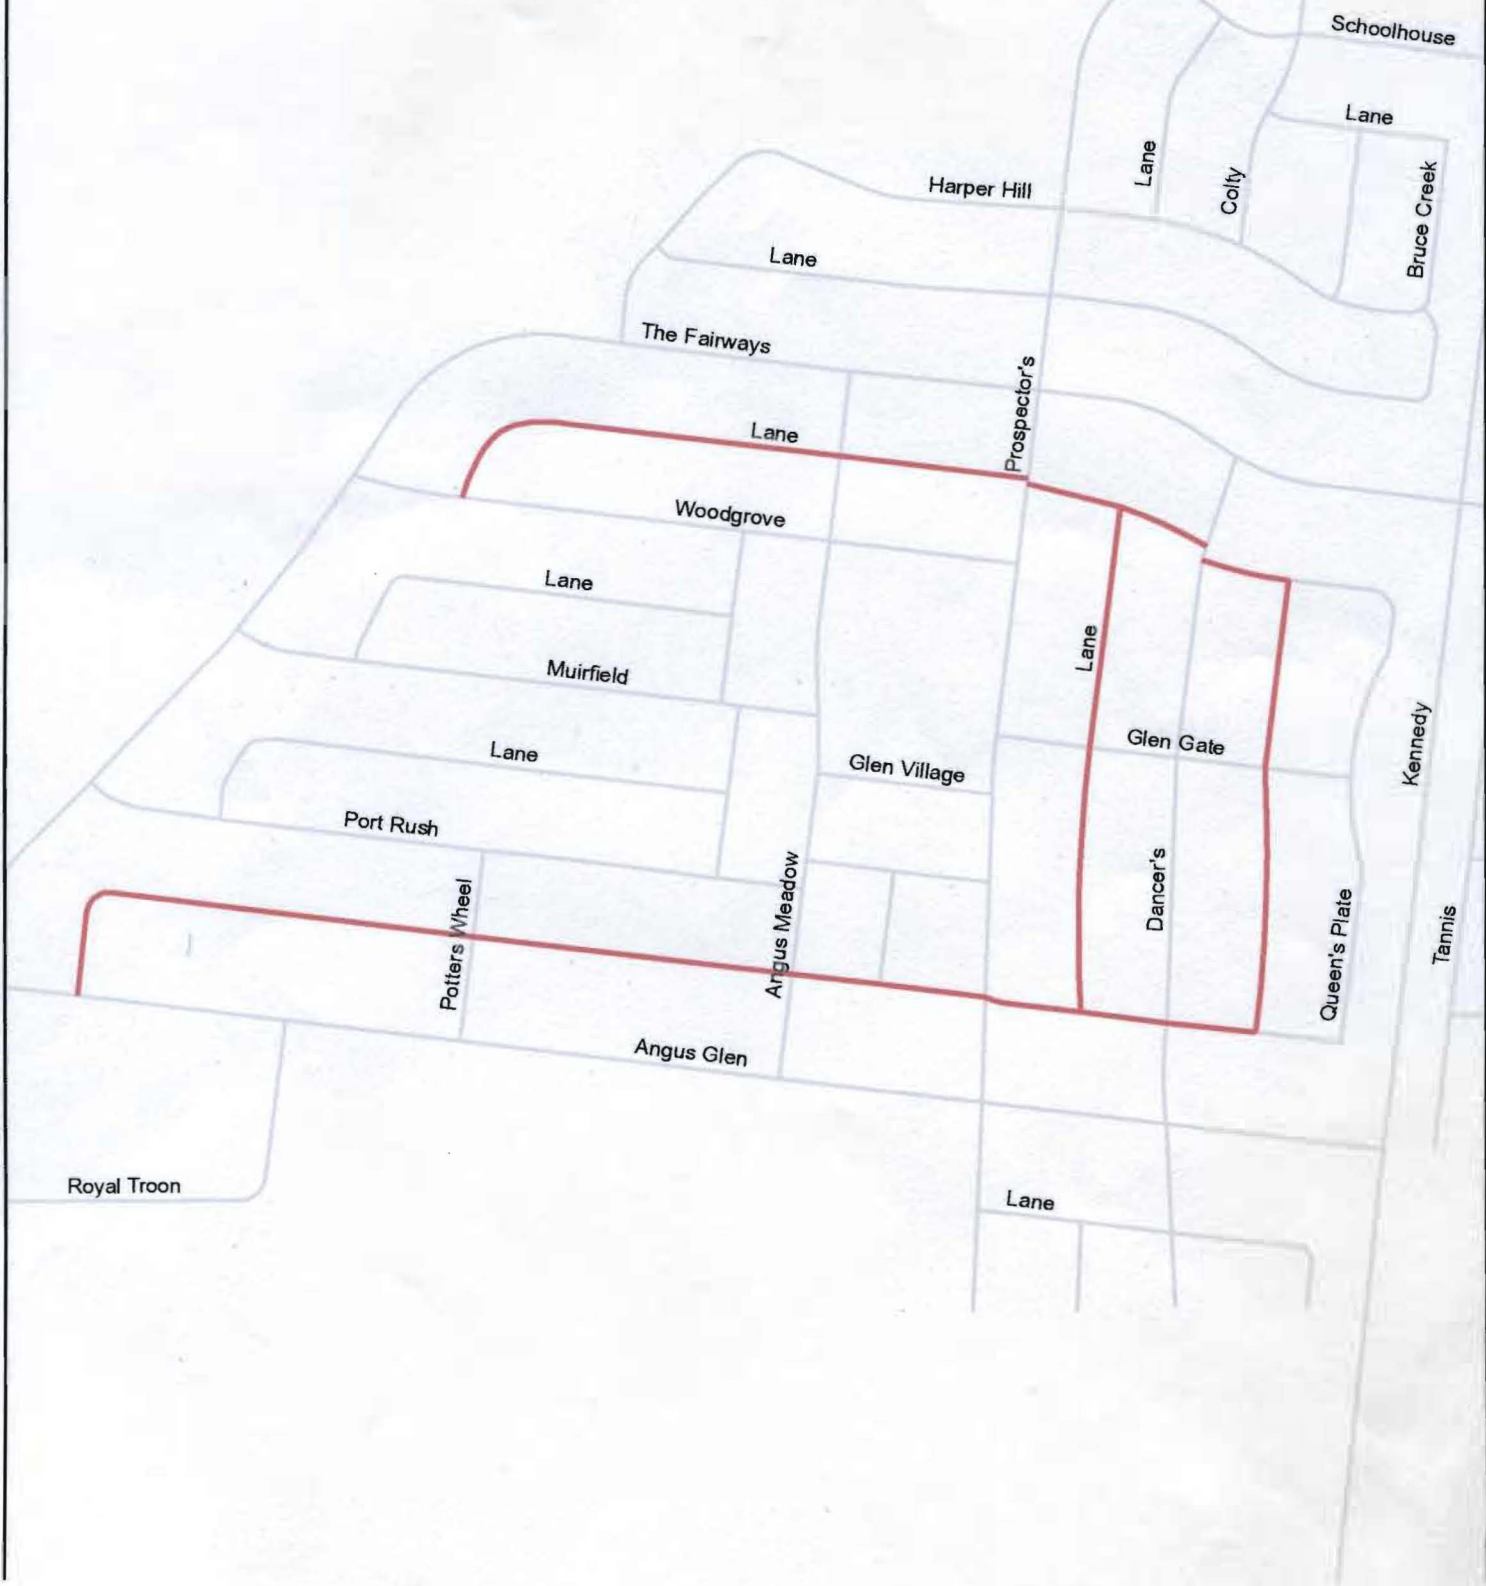 Schoolhouse
Lane
Lane
Colty
Bruce Creek
Harper Hill
Lane
The Fairways
Prospector's
Lane
Woodgrove
Lane
Lane
Muirfield
Kennedy
Glen Gate
Lane
Glen Village
Port Rush
Dancer's
Angus Meadow
Potters Wheel
Queen's Plate
Tannis
Angus Glen
Royal Troon
Lane